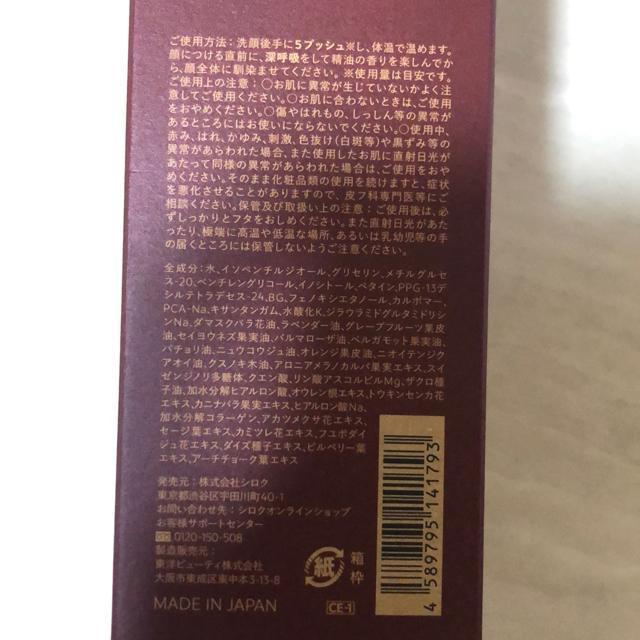 ご使用方法：洗顔後手に5プッシュ※し、体温で温めます。
顔につける直前に、深呼吸をして精油の香りを楽しんでか
ら、顔全体に馴染ませてください。※使用量は目安です。
ご使用上の注意：○お肌に異常が生じていないかよく注
意してご使用ください。○お肌に合わないときは、ご使用
をおやめください。○傷やはれもの、しっしん等の異常が
あるところにはお使いにならないでください。○使用中、
赤み、はれ、かゆみ、刺激、色抜け(白斑等)や黒ずみ等の
異常があらわれた場合、また使用したお肌に直射日光が
あたって同様の異常があらわれた場合は、ご使用をおや
めください。そのまま化粧品類の使用を続けますと、症状
を悪化させることがありますので、皮フ科専門医等にご
相談ください。保管及び取扱い上の注意：ご使用後は、必
ずしっかりとフタをおしめください。また直射日光があ
たったり、極端に高温や低温な場所、あるいは乳幼児等の手
の届くところには保管しないようご注意ください。
全成分：水、イソペンチルジオール、グリセリン、メチルグルセ
ス-20、ペンチレングリコール、イノシトール、ベタイン、PPG-13デ
シルテトラデセス-24、BG、フェノキシエタノール、カルボマー、
PCA-Na、キサンタンガム、水酸化K、ジラウラミドグルタミドリシ
ンNa、ダマスクバラ花油、ラベンダー油、グレープフルーツ果皮
油、セイヨウネズ果実油、パルマローザ油、ベルガモット果実油、
パチョリ油、ニュウコウジュ油、オレンジ果皮油、ニオイテンジク
アオイ油、クスノキ木油、アロニアメラノカルパ果実エキス、スイ
ゼンジノリ多糖体、クエン酸、リン酸アスコルビルMg、ザクロ種
子油、加水分解ヒアルロン酸、オウレン根エキス、トウキンセンカ花
エキス、カニナバラ果実エキス、ヒアルロン酸Na、
加水分解コラーゲン、アカツメクサ花エキス、
セージ葉エキス、カミツレ花エキス、フユボダイ
ジュ花エキス、ダイズ種子エキス、ビルベリー葉
エキス、アーチチョーク葉エキス
発売元：株式会社シロク
東京都渋谷区宇田川町40-1
お問い合わせ先：シロクオンラインショップ
お客様サポートセンター
0120-150-508
製造販売元：
東洋ビューティ株式会社
大阪市東成区東中本3-13-8
MADE IN JAPAN
紙
箱
枠
CE-1
4 589795 141793